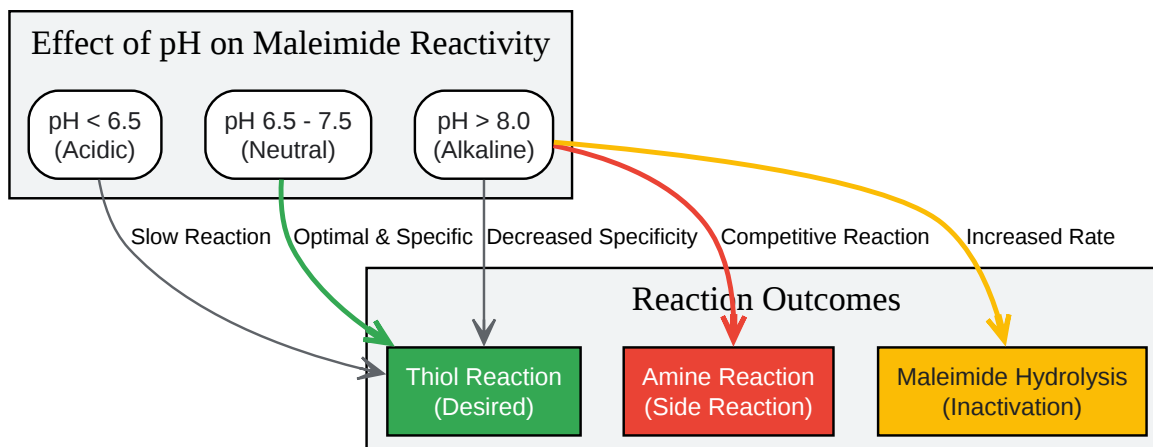 Effect of pH on Maleimide Reactivity
pH < 6.5
(Acidic)
pH 6.5 - 7.5
(Neutral)
pH > 8.0
(Alkaline)
Slow Reaction
Optimal & Specific
Decreased Specificity
Competitive Reaction
Increased Rate
Reaction Outcomes
Thiol Reaction
(Desired)
Amine Reaction
(Side Reaction)
Maleimide Hydrolysis
(Inactivation)